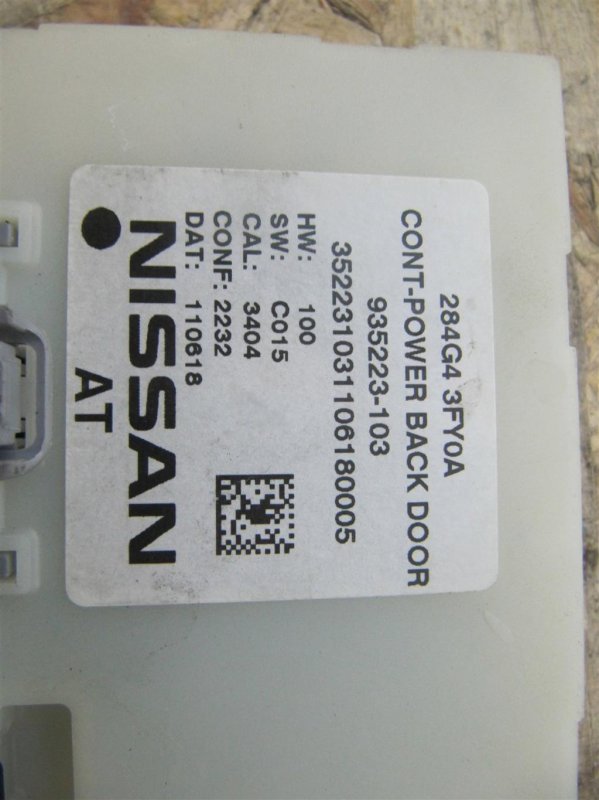 284G4 3FY0A
CONT-POWER BACK DOOR
935223-103
352231031106180005
HW: 100
SW: C015
CAL: 3404
CONF: 2232
DAT: 110618
NISSAN
AT